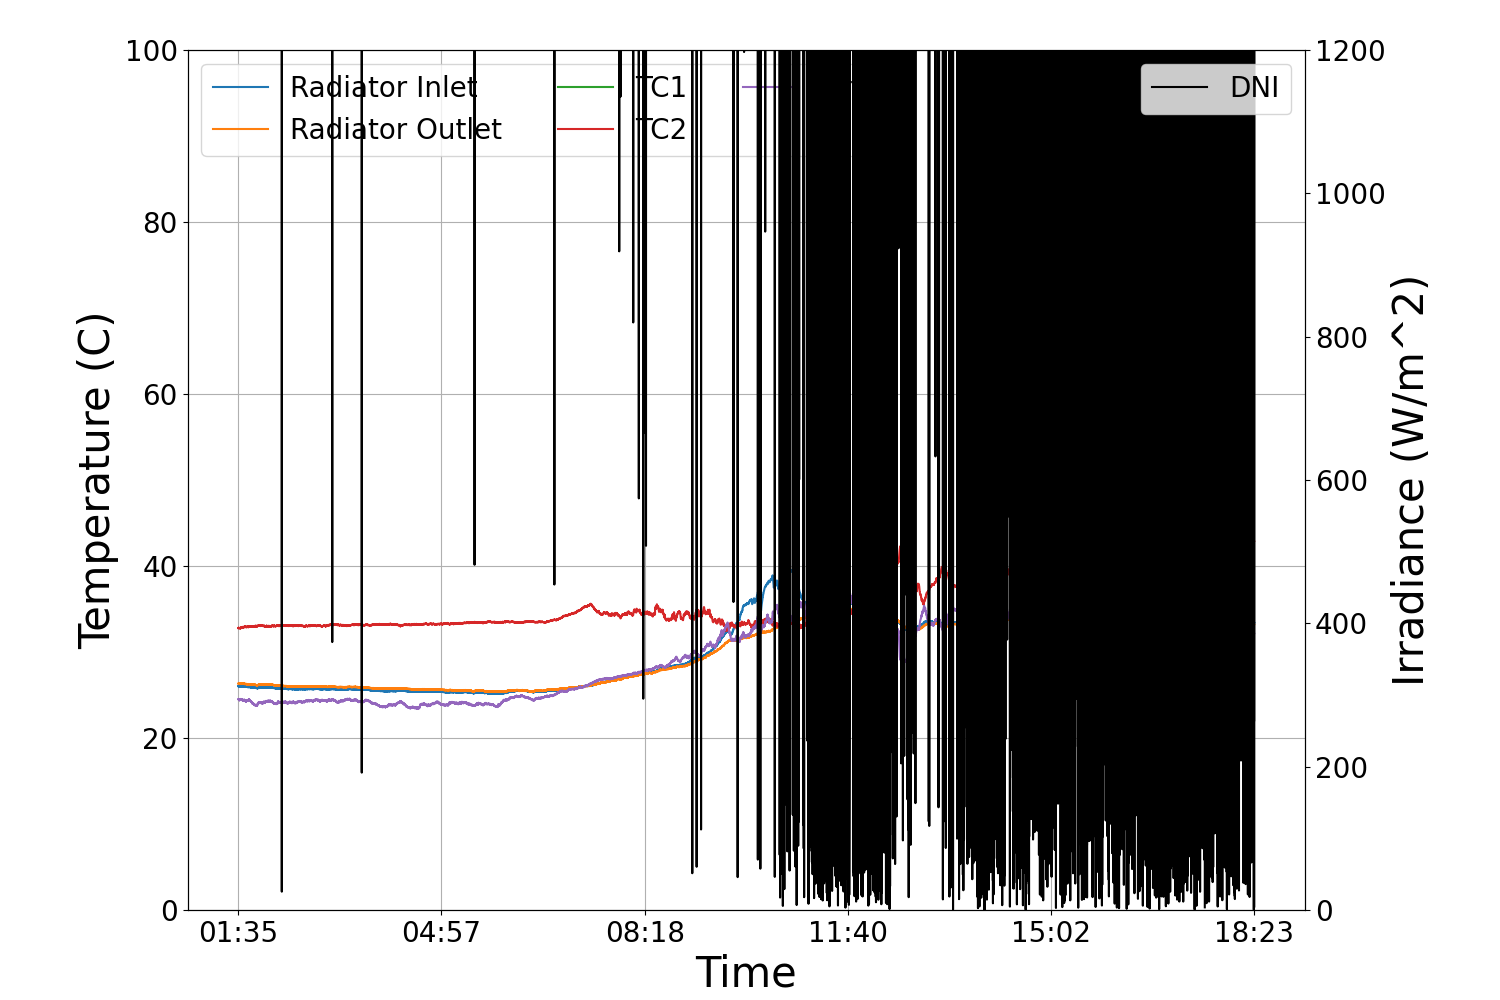 100
80
60
40
20
0
Temperature (C)
Radiator Inlet
Radiator Outlet
TC1
TC2
DNI
1200
1000
800
600
400
200
0
Irradiance (W/m^2)
01:35 04:57 08:18 11:40 15:02 18:23
Time